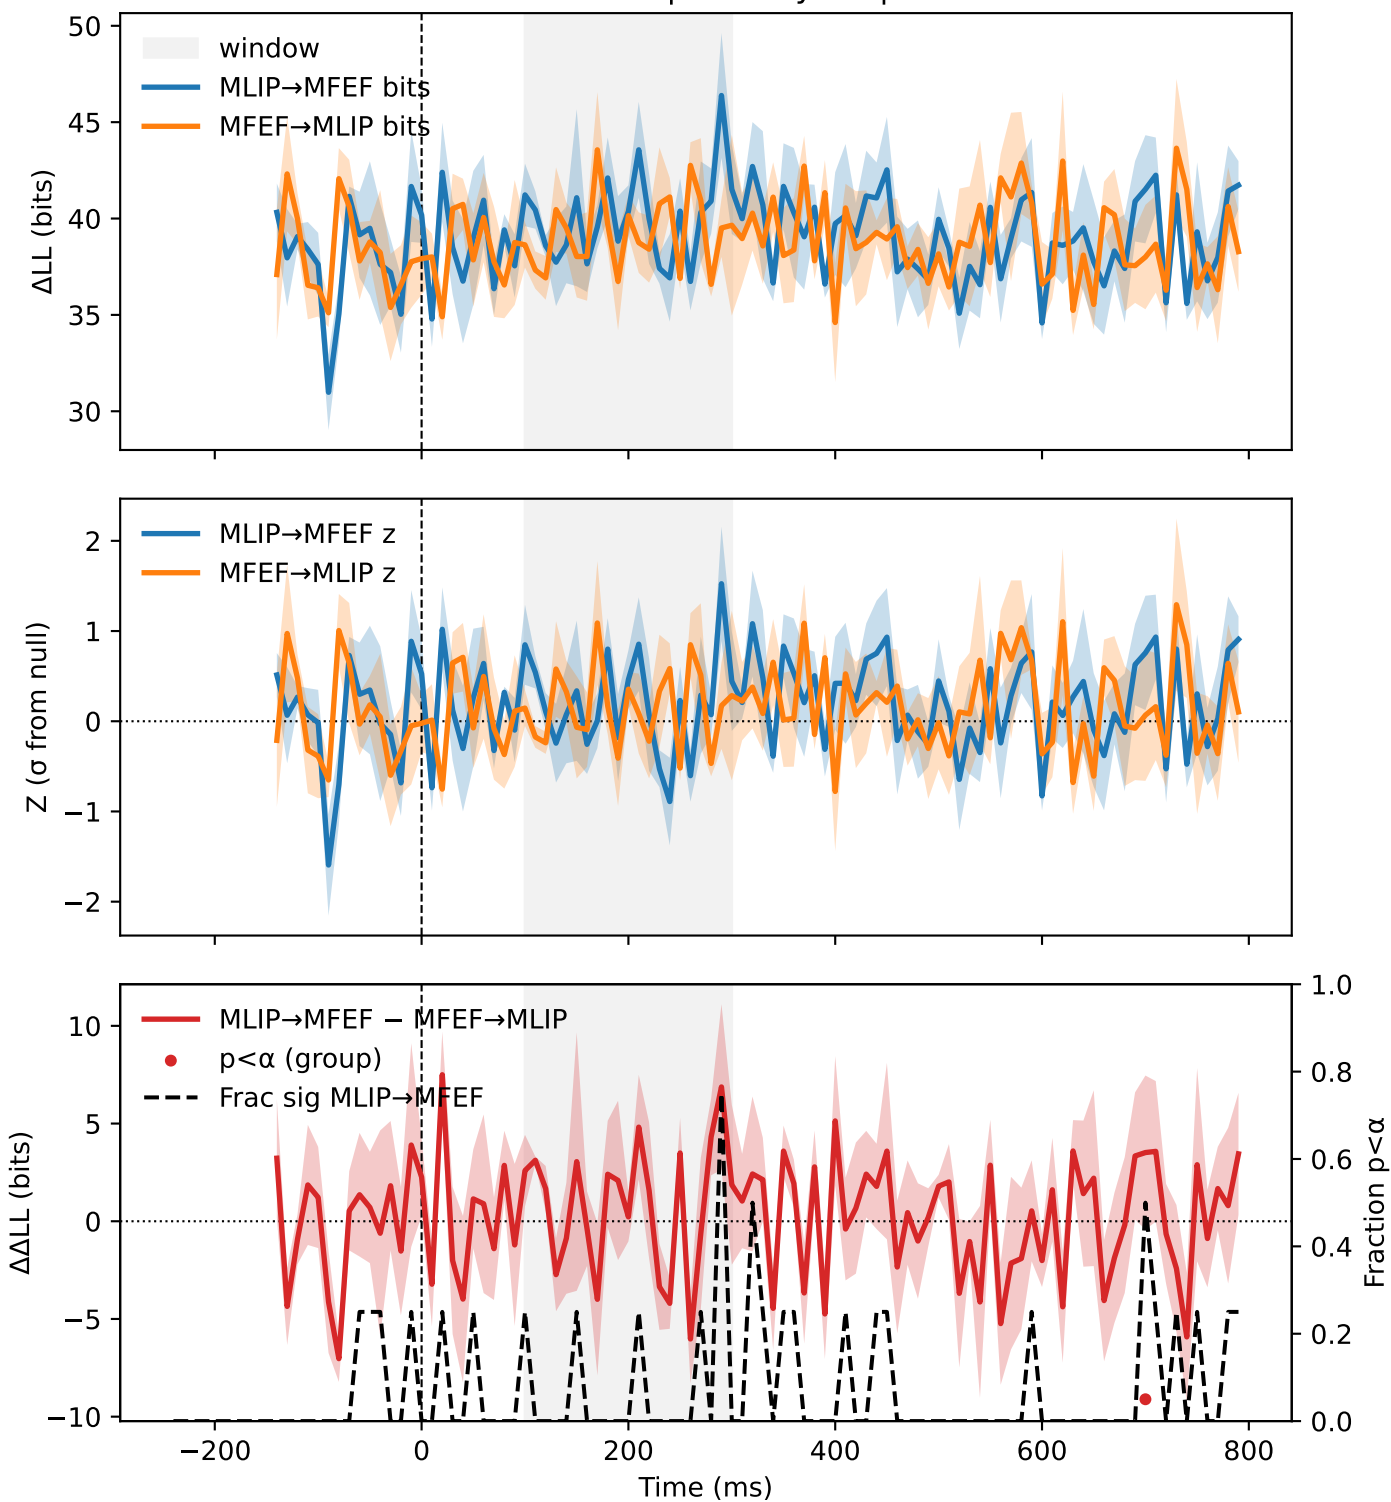 50
45
40
35
30
ΔLL (bits)
window
MLIP→MFEF bits
MFEF→MLIP bits
2
1
0
−1
−2
Z (σ from null)
MLIP→MFEF z
MFEF→MLIP z
10
5
0
−5
−10
ΔΔLL (bits)
MLIP→MFEF − MFEF→MLIP
p<α (group)
Frac sig MLIP→MFEF
1.0
0.8
0.6
0.4
0.2
0.0
Fraction p<α
−200
0
200
400
600
800
Time (ms)